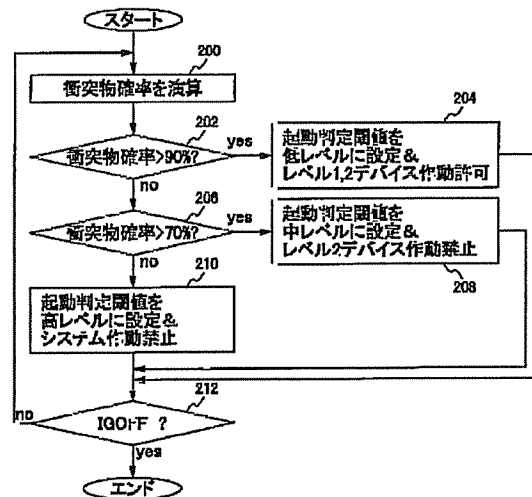 スタート
200
衝突物確率を演算
202
衝突物確率>90%?
yes
no
204
起動判定閾値を
低レベルに設定&
レベル1,2デバイス作動許可
206
衝突物確率>70%?
yes
no
起動判定閾値を
中レベルに設定&
レベル2デバイス作動禁止
208
210
起動判定閾値を
高レベルに設定&
システム作動禁止
212
IGOFF ?
no
yes
エンド